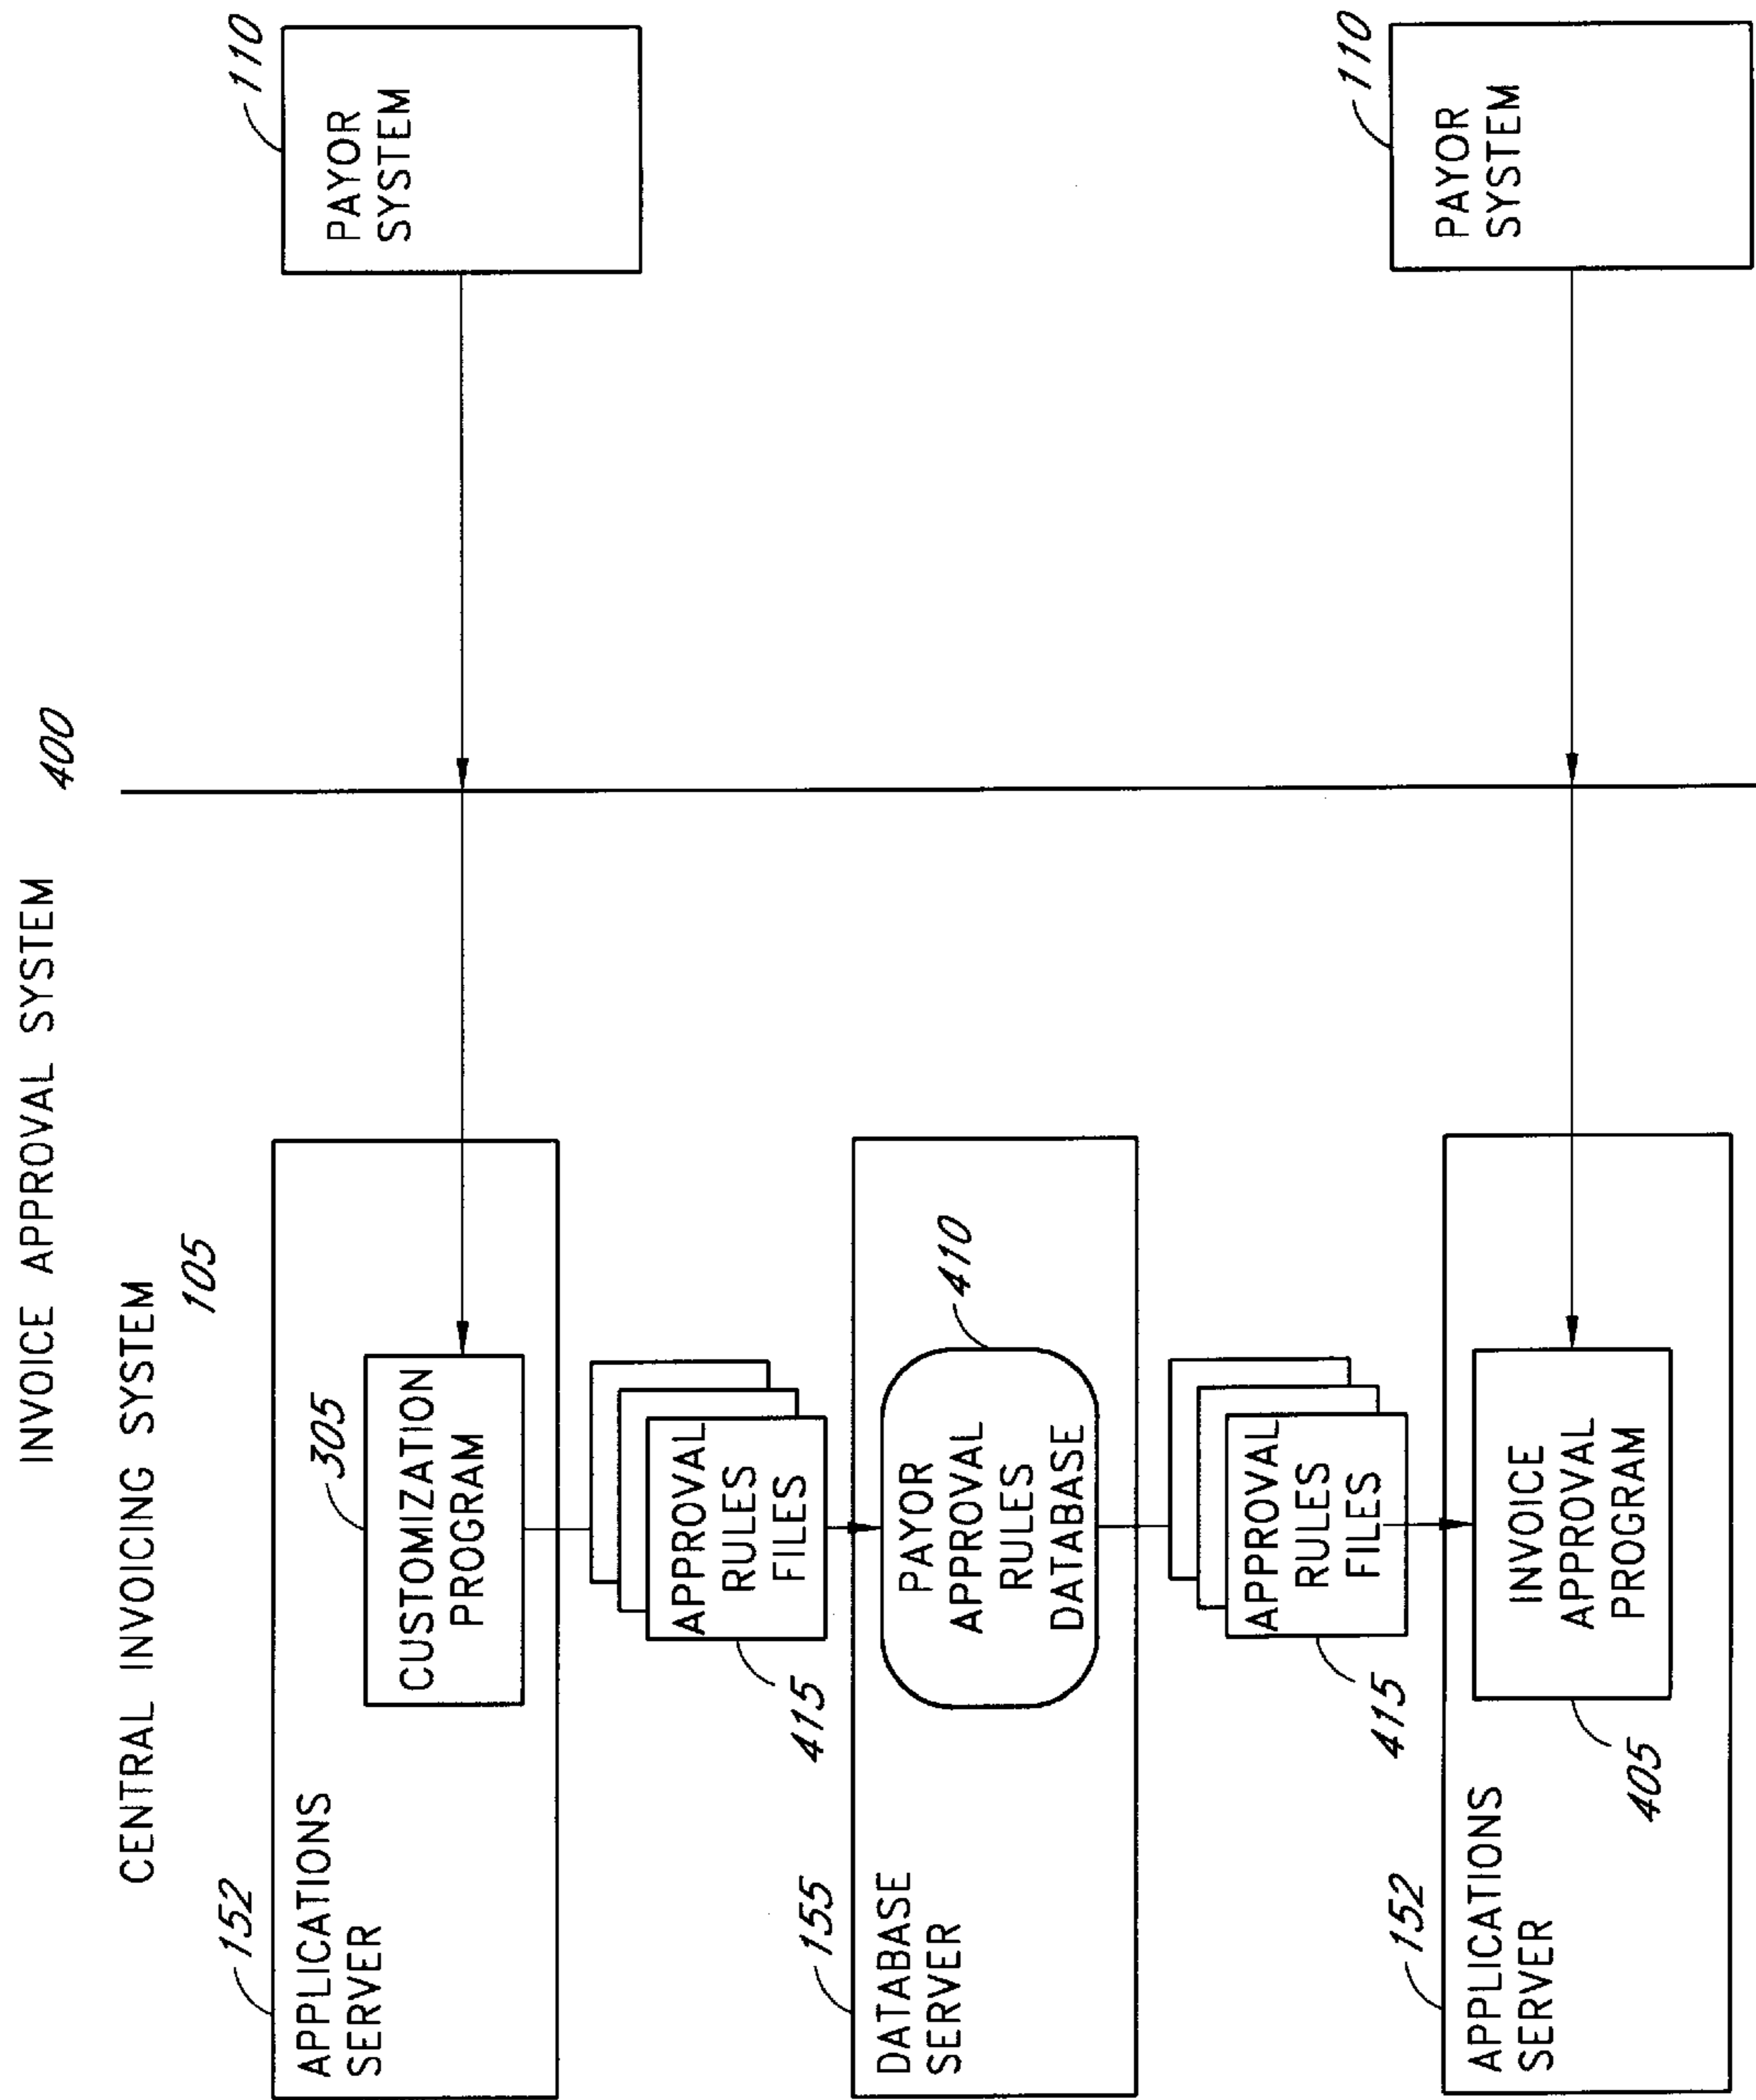 INVOICE APPROVAL SYSTEM
400
CENTRAL INVOICING SYSTEM
105
152
APPLICATIONS
SERVER
305
CUSTOMIZATION
PROGRAM
110
PAYOR
SYSTEM
APPROVAL
RULES
FILES
415
155
DATABASE
SERVER
410
PAYOR
APPROVAL
RULES
DATABASE
APPROVAL
RULES
FILES
415
152
APPLICATIONS
SERVER
INVOICE
APPROVAL
PROGRAM
405
110
PAYOR
SYSTEM